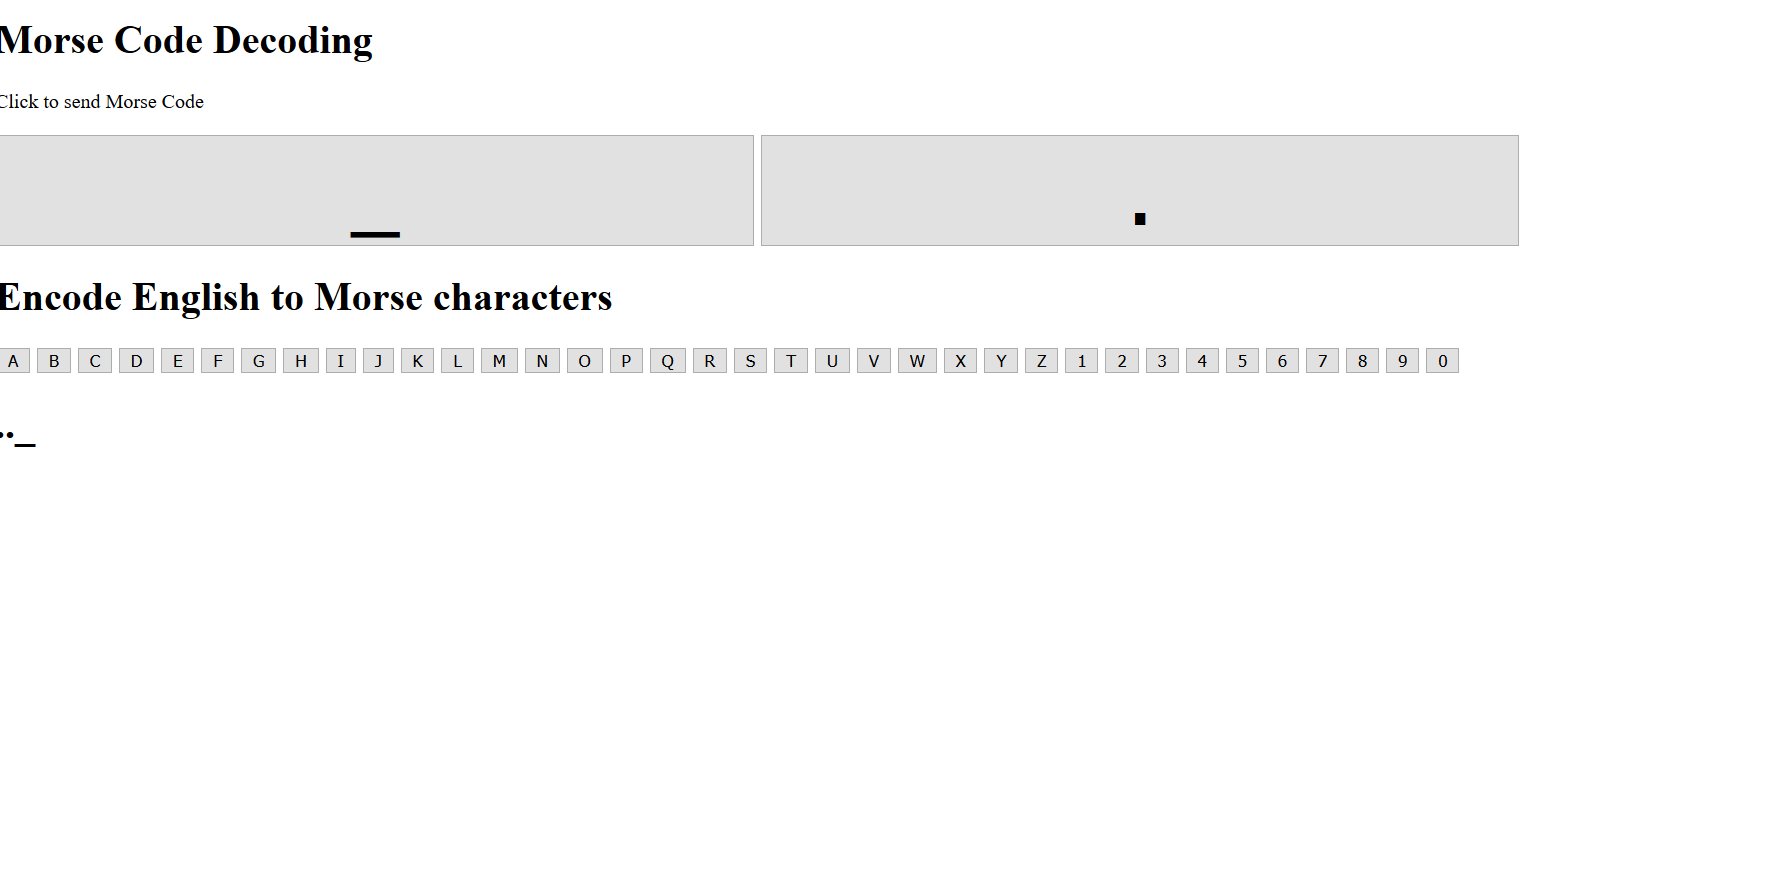 Morse Code Decoding
Click to send Morse Code
_ .
Encode English to Morse characters
A B C D E F G H I J K L M N O P Q R S T U V W X Y Z 1 2 3 4 5 6 7 8 9 0
.._